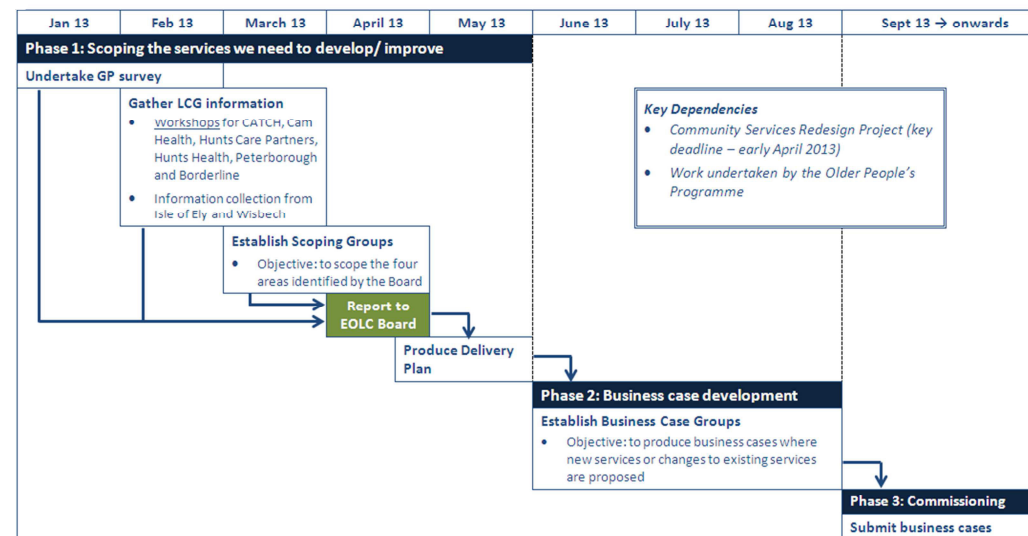 Jan 13 Feb 13 March 13 April 13 May 13 June 13 July 13 Aug 13 Sept 13 → onwards
Phase 1: Scoping the services we need to develop/ improve
Undertake GP survey
Gather LCG information
• Workshops for CATCH, Cam
Health, Hunts Care Partners,
Hunts Health, Peterborough
and Borderline
• Information collection from
Isle of Ely and Wisbech
Key Dependencies
• Community Services Redesign Project (key
deadline – early April 2013)
• Work undertaken by the Older People's
Programme
Establish Scoping Groups
• Objective: to scope the four
areas identified by the Board
Report to
EOLC Board
Produce Delivery
Plan
Phase 2: Business case development
Establish Business Case Groups
• Objective: to produce business cases where
new services or changes to existing services
are proposed
Phase 3: Commissioning
Submit business cases